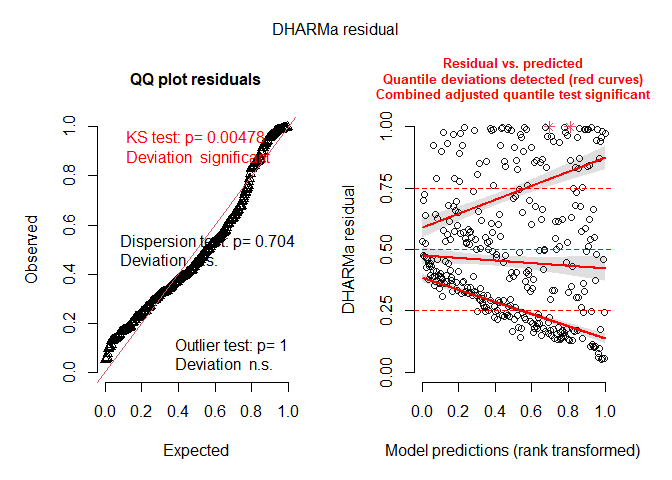 DHARMa residual
QQ plot residuals
KS test: p= 0.00478
Deviation significant
Dispersion test: p= 0.704
Deviation n.s.
Outlier test: p= 1
Deviation n.s.
Observed
0.0 0.2 0.4 0.6 0.8 1.0
0.0 0.2 0.4 0.6 0.8 1.0
Expected
Residual vs. predicted
Quantile deviations detected (red curves)
Combined adjusted quantile test significant
DHARMa residual
0.00 0.25 0.50 0.75 1.00
0.0 0.2 0.4 0.6 0.8 1.0
Model predictions (rank transformed)